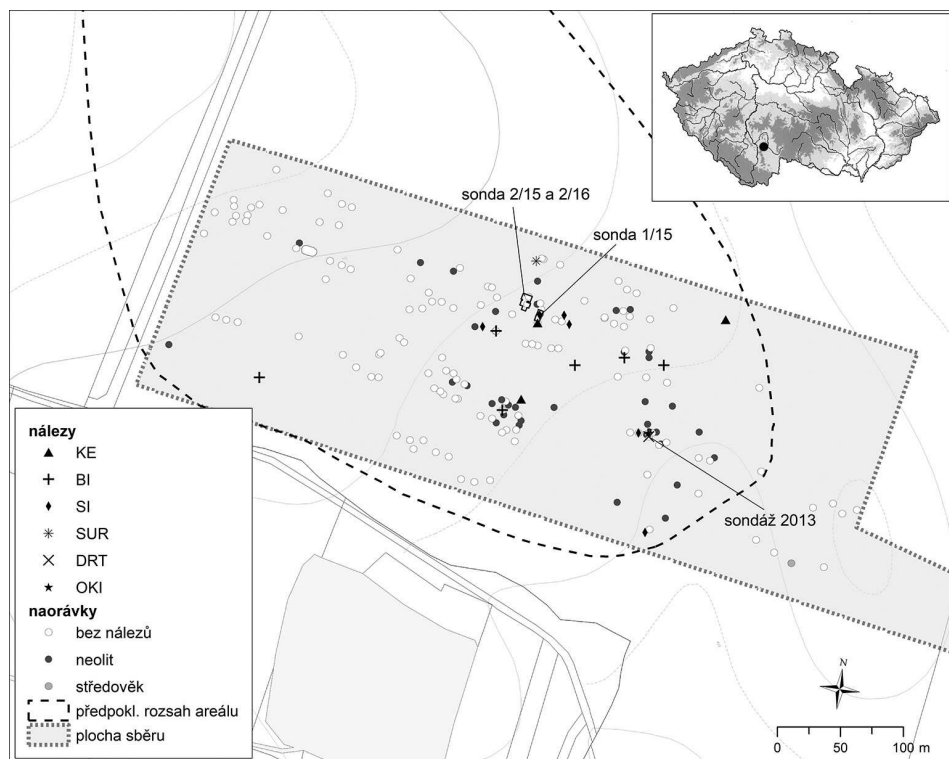 sonda 2/15 a 2/16
sonda 1/15
sondáž 2013
nálezy
KE
BI
SI
SUR
DRT
OKI
naorávky
bez nálezů
neolit
středověk
předpokl. rozsah areálu
plocha sběru
N
0 50 100 m